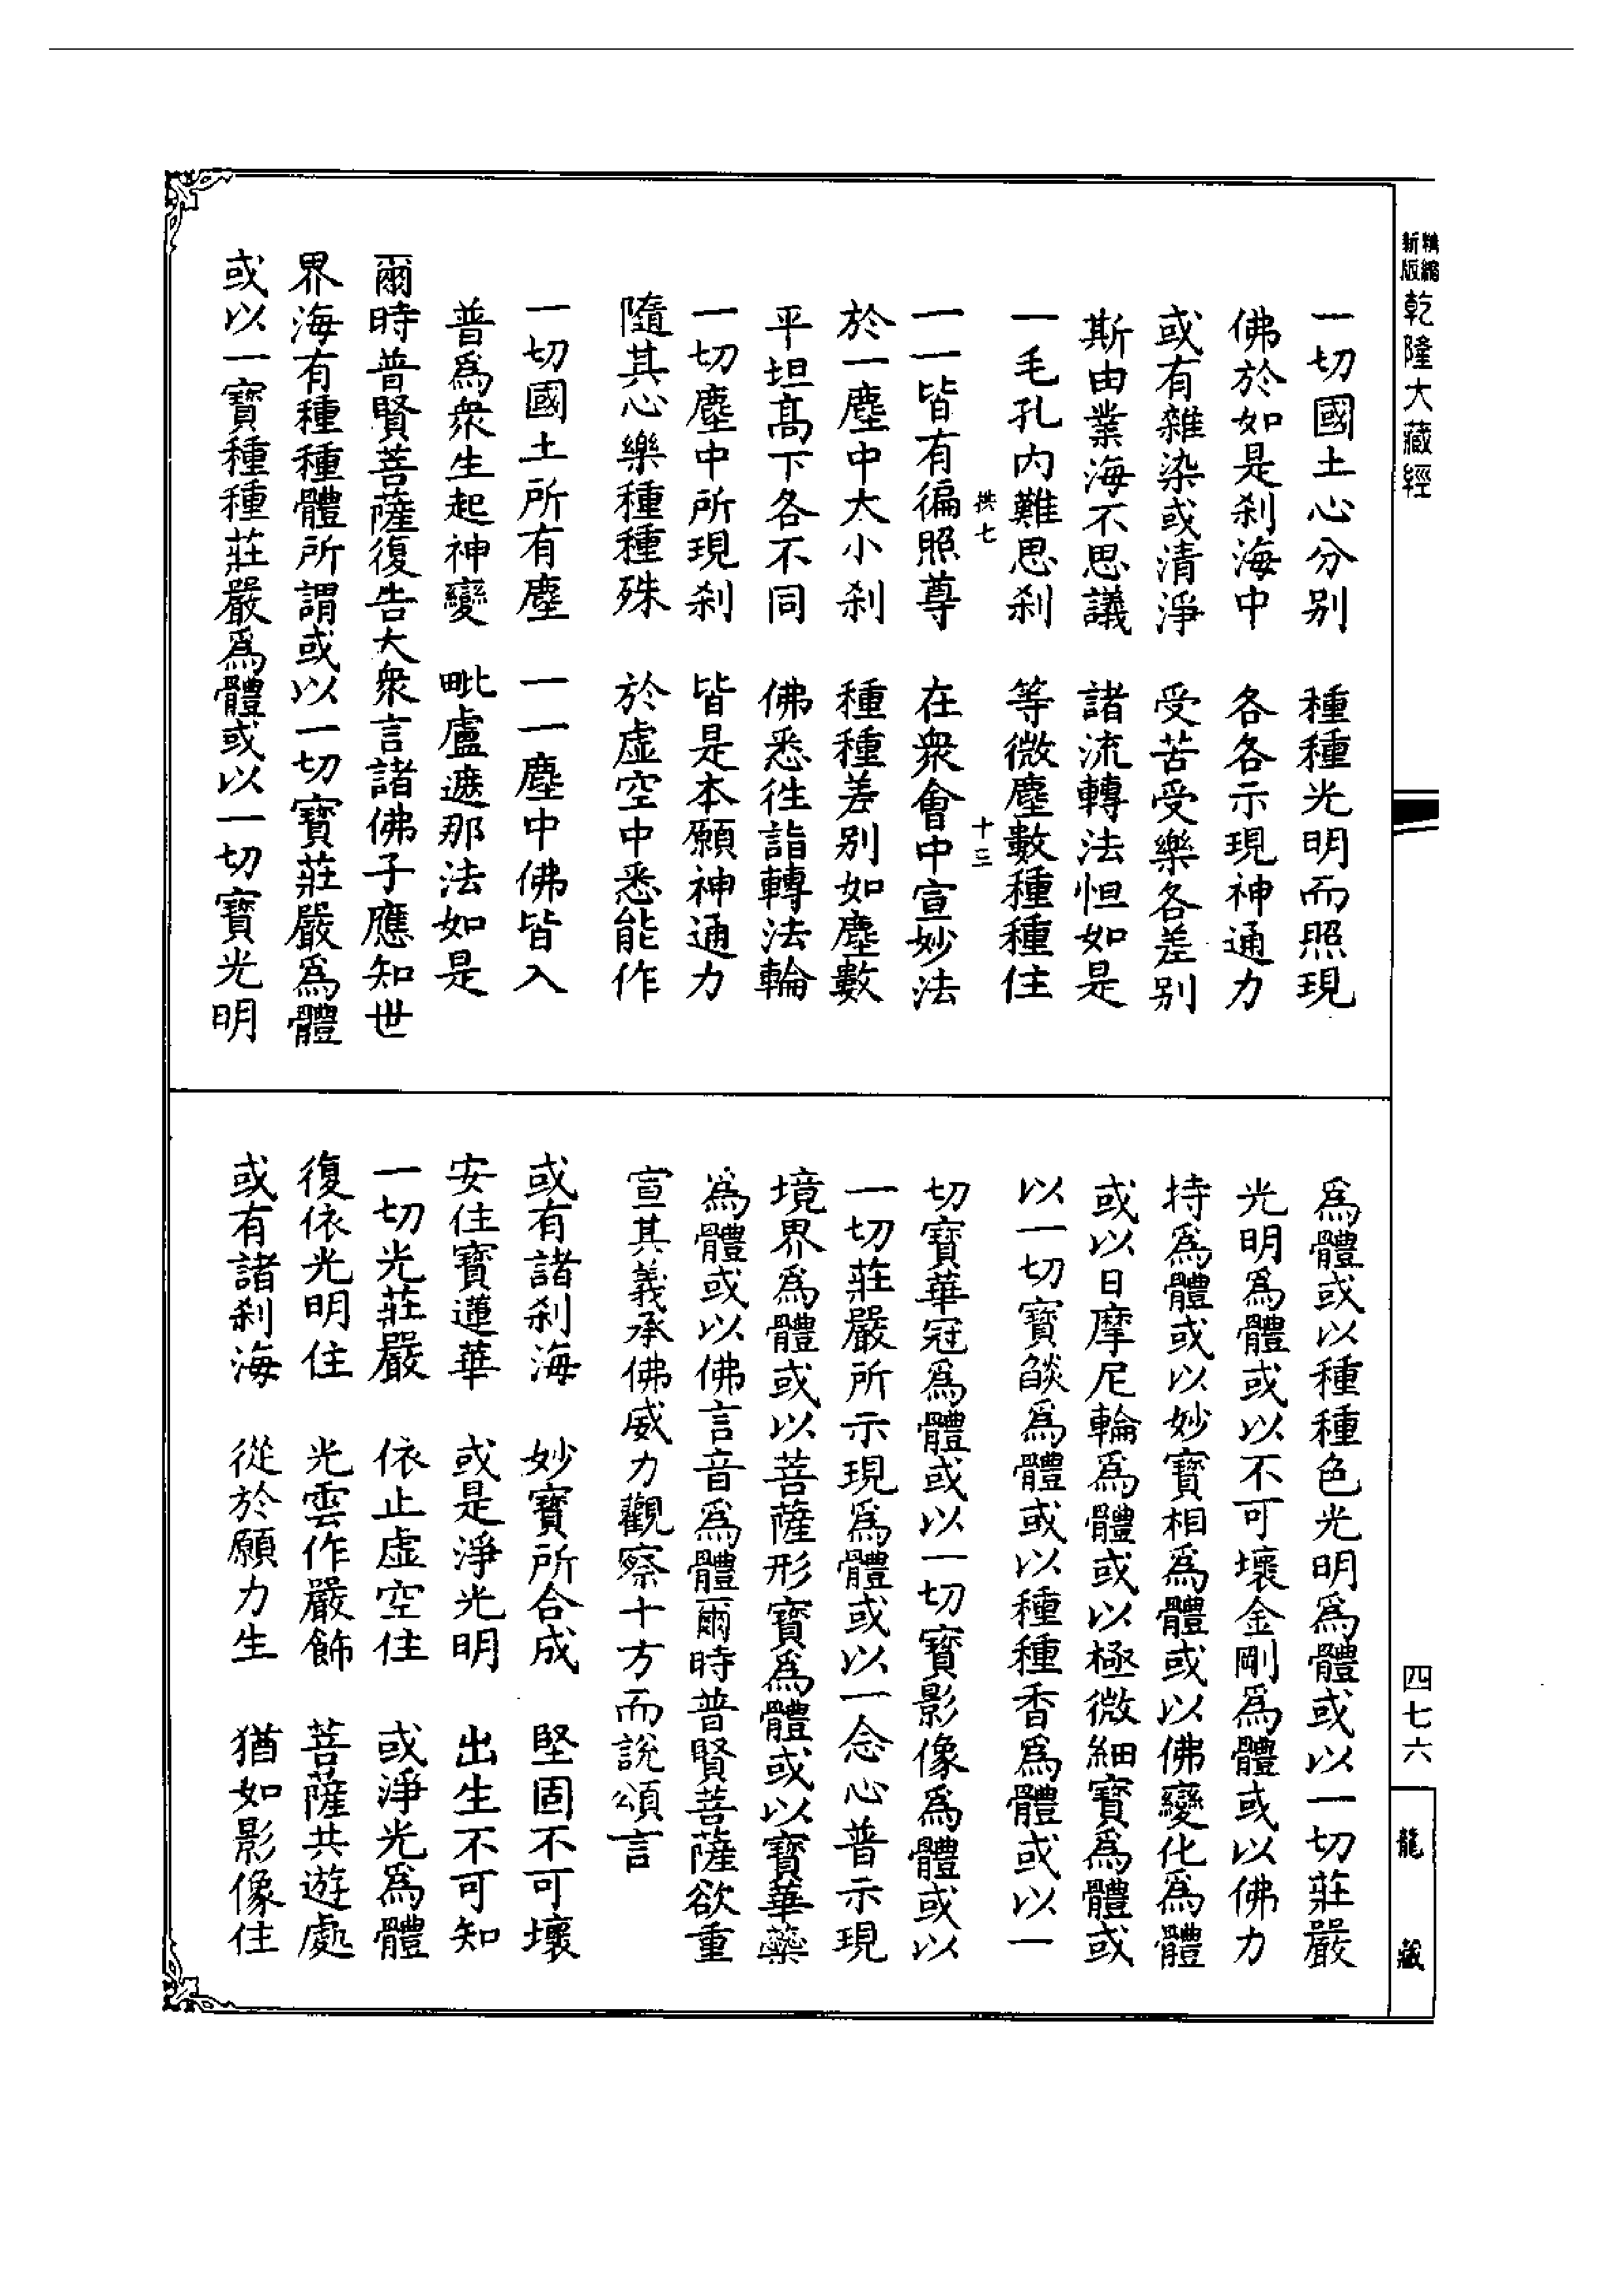 精編
新版
乾隆大藏經
一切國土心分别　種種光明而照現
佛於如是刹海中　各各示現神通力
或有雜染或清淨　受苦受樂各差别
斯由業海不思議　諸流轉法恒如是
一毛孔内難思刹　等微塵數種種住
一一皆有徧照尊　在衆會中宣妙法
於一塵中大小刹　種種差别如塵數
平坦高下各不同　佛悉徃詣轉法輪
一切塵中所現刹　皆是本願神通力
隨其心樂種種殊　於虚空中悉能作
一切國土所有塵　一一塵中佛皆入
普爲衆生起神變　毗盧遮那法如是
爾時普賢菩薩復告大衆言諸佛子應知世
界海有種種體所謂或以一切寶莊嚴爲體
或以一寶種種莊嚴爲體或以一切寶光明
拱七
十三
爲體或以種種色光明爲體或以一切莊嚴
光明爲體或以不可壞金剛爲體或以佛力
持爲體或以妙寶相爲體或以佛變化爲體
或以日摩尼輪爲體或以極微細寶爲體或
以一切寶燄爲體或以種種香爲體或以一
切寶華冠爲體或以一切寶影像爲體或以
一切莊嚴所示現爲體或以一念心普示現
境界爲體或以菩薩形寶爲體或以寶華蘂
爲體或以佛言音爲體爾時普賢菩薩欲重
宣其義承佛威力觀察十方而說頌言
或有諸刹海　妙寶所合成　堅固不可壞
安住寶蓮華　或是淨光明　出生不可知
一切光莊嚴　依止虚空住　或淨光爲體
復依光明住　光雲作嚴飾　菩薩共遊處
或有諸刹海　從於願力生　猶如影像住
四七六
龍藏